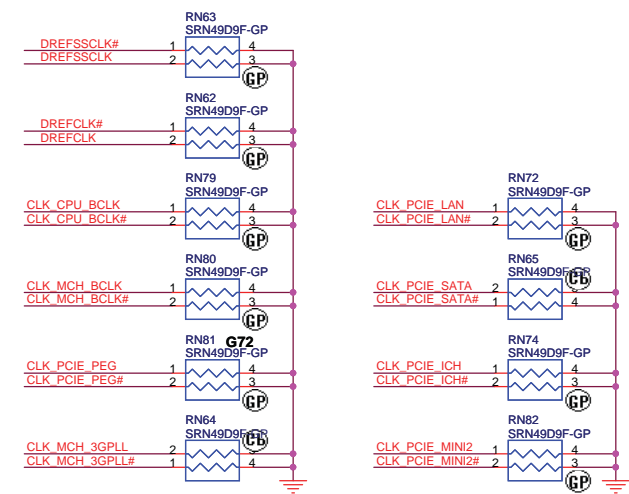 RN63
SRN49D9F-GP
DREFSSCLK# 1 4
DREFSSCLK 2 3
GP
RN62
SRN49D9F-GP
DREFCLK# 1 4
DREFCLK 2 3
GP
RN79
SRN49D9F-GP
CLK_CPU_BCLK 1 4
CLK_CPU_BCLK# 2 3
GP
RN80
SRN49D9F-GP
CLK_MCH_BCLK 1 4
CLK_MCH_BCLK# 2 3
GP
RN81 G72
SRN49D9F-GP
CLK_PCIE_PEG 1 4
CLK_PCIE_PEG# 2 3
GP
RN64
SRN49D9F-GP
CLK_MCH_3GPLL 2 3
CLK_MCH_3GPLL# 1 4
RN72
SRN49D9F-GP
CLK_PCIE_LAN 1 4
CLK_PCIE_LAN# 2 3
GP
RN65
SRN49D9F-GP
CLK_PCIE_SATA 2 3
CLK_PCIE_SATA# 1 4
RN74
SRN49D9F-GP
CLK_PCIE_ICH 1 4
CLK_PCIE_ICH# 2 3
GP
RN82
SRN49D9F-GP
CLK_PCIE_MINI2 1 4
CLK_PCIE_MINI2# 2 3
GP